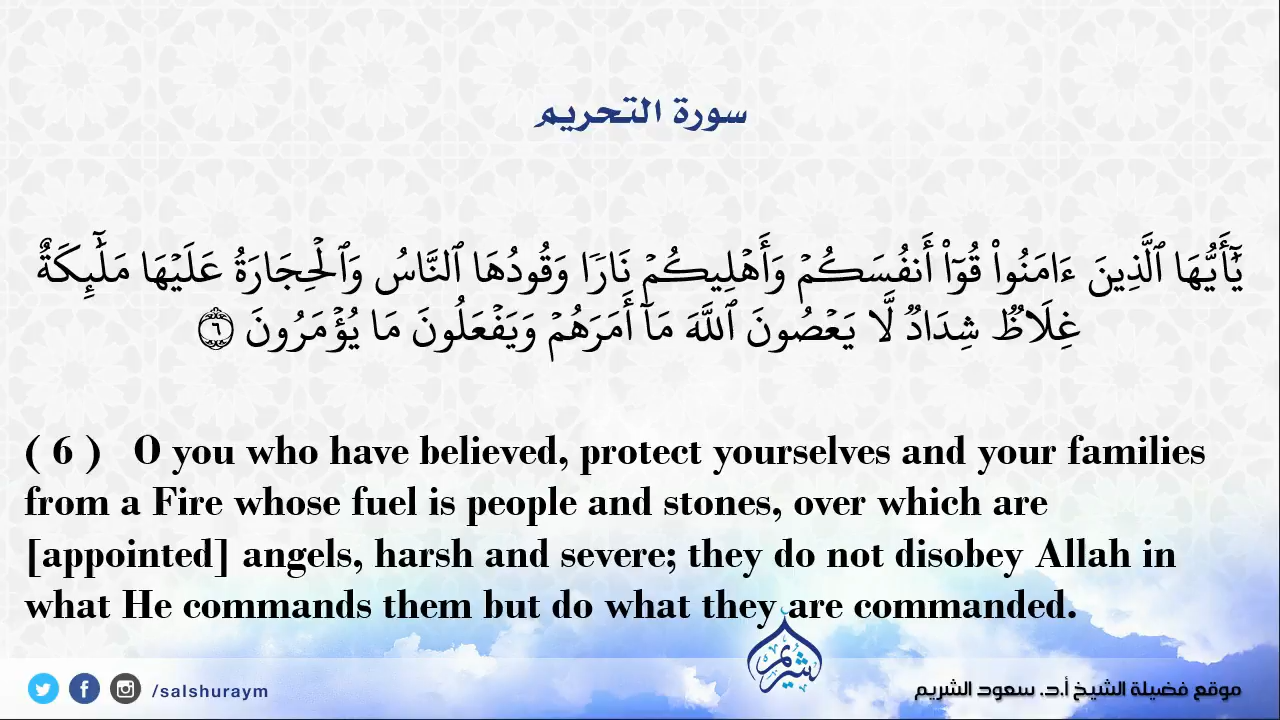 سورة التحريم
يَٰٓأَيُّهَا ٱلَّذِينَ ءَامَنُواْ قُوٓاْ أَنفُسَكُمۡ وَأَهۡلِيكُمۡ نَارٗا وَقُودُهَا ٱلنَّاسُ وَٱلۡحِجَارَةُ عَلَيۡهَا مَلَٰٓئِكَةٌ
غِلَاظٞ شِدَادٞ لَّا يَعۡصُونَ ٱللَّهَ مَآ أَمَرَهُمۡ وَيَفۡعَلُونَ مَا يُؤۡمَرُونَ ٦
( 6 ) O you who have believed, protect yourselves and your families
from a Fire whose fuel is people and stones, over which are
[appointed] angels, harsh and severe; they do not disobey Allah in
what He commands them but do what they are commanded.
شريم
/salshuraym
موقع فضيلة الشيخ أ.د. سعود الشريم